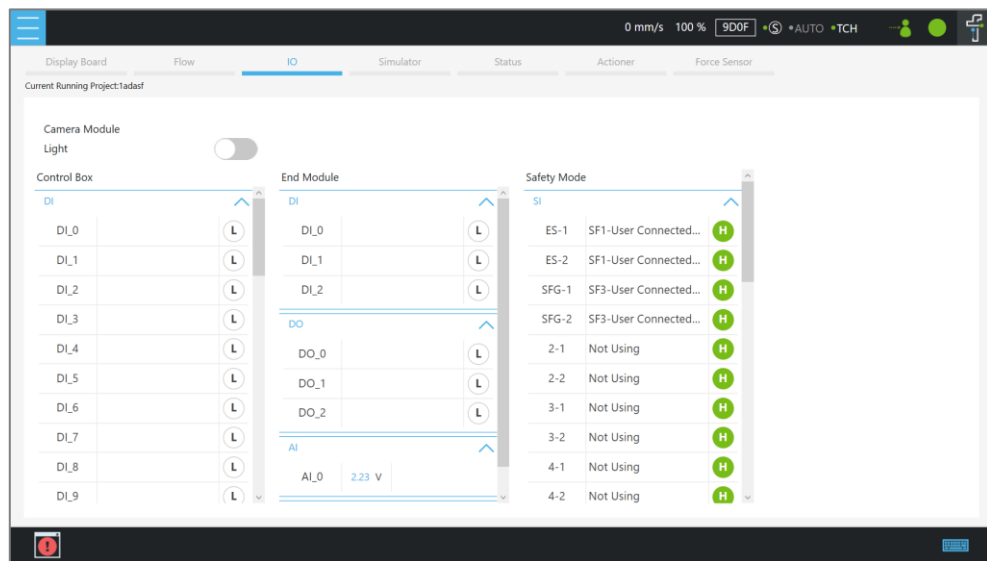 0 mm/s 100 % 9D0F •Ⓢ •AUTO •TCH
Display Board Flow IO Simulator Status Actioner Force Sensor
Current Running Project:1adasf
Camera Module
Light
Control Box End Module Safety Mode
DI DI SI
DI_0 L DI_0 L ES-1 SF1-User Connected... H
DI_1 L DI_1 L ES-2 SF1-User Connected... H
DI_2 L DI_2 L SFG-1 SF3-User Connected... H
DI_3 L SFG-2 SF3-User Connected... H
DO
DI_4 L DO_0 L 2-1 Not Using H
DI_5 L DO_1 L 2-2 Not Using H
DI_6 L DO_2 L 3-1 Not Using H
DI_7 L 3-2 Not Using H
AI
DI_8 L AI_0 2.23 V 4-1 Not Using H
DI_9 L 4-2 Not Using H